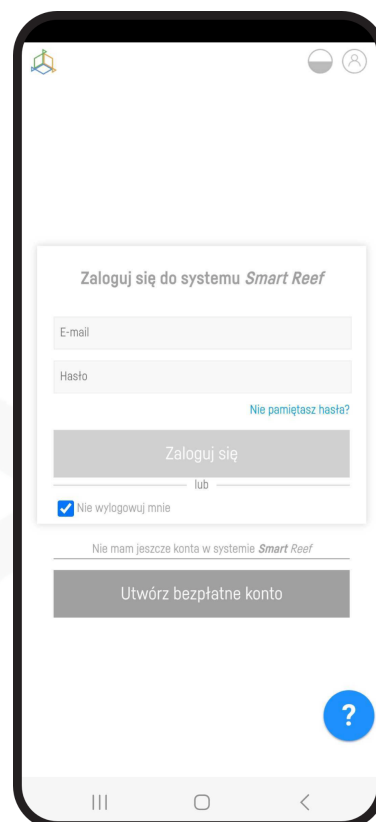 Zaloguj się do systemu Smart Reef
E-mail
Hasło
Nie pamiętasz hasła?
Zaloguj się
lub
Nie wylogowuj mnie
Nie mam jeszcze konta w systemie Smart Reef
Utwórz bezpłatne konto
?